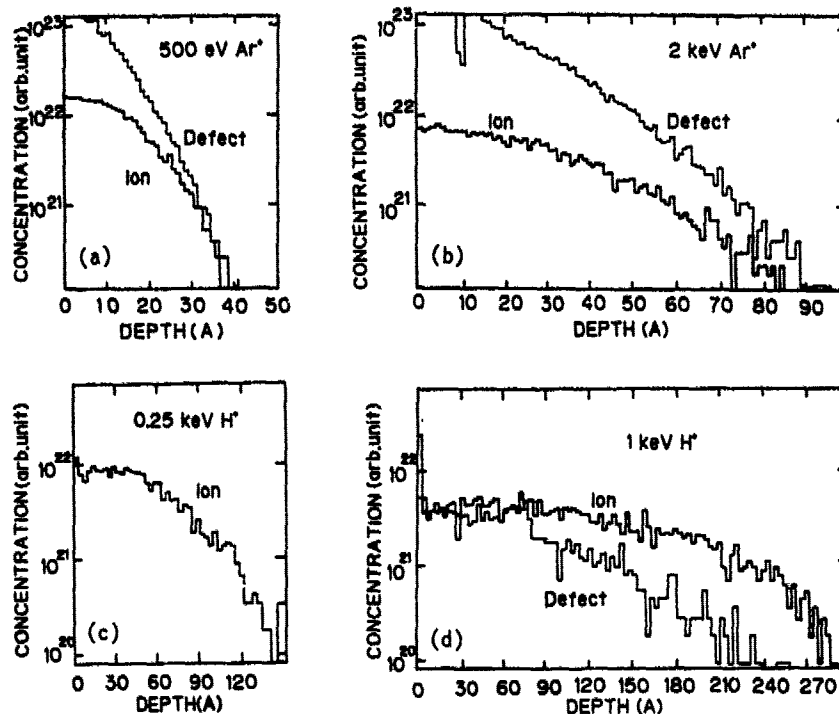 CONCENTRATION (arb.unit)
10^23
10^22
10^21
500 eV Ar⁺
Defect
Ion
(a)
0 10 20 30 40 50
DEPTH(A)
CONCENTRATION (arb.unit)
10^23
10^22
10^21
2 keV Ar⁺
Ion
Defect
(b)
0 10 20 30 40 50 60 70 80 90
DEPTH (A)
CONCENTRATION (arb.unit)
10^22
10^21
10^20
0.25 keV H⁺
Ion
(c)
0 30 60 90 120
DEPTH(A)
CONCENTRATION (arb.unit)
10^22
10^21
10^20
1 keV H⁺
Ion
Defect
(d)
0 30 60 90 120 150 180 210 240 270
DEPTH (A)